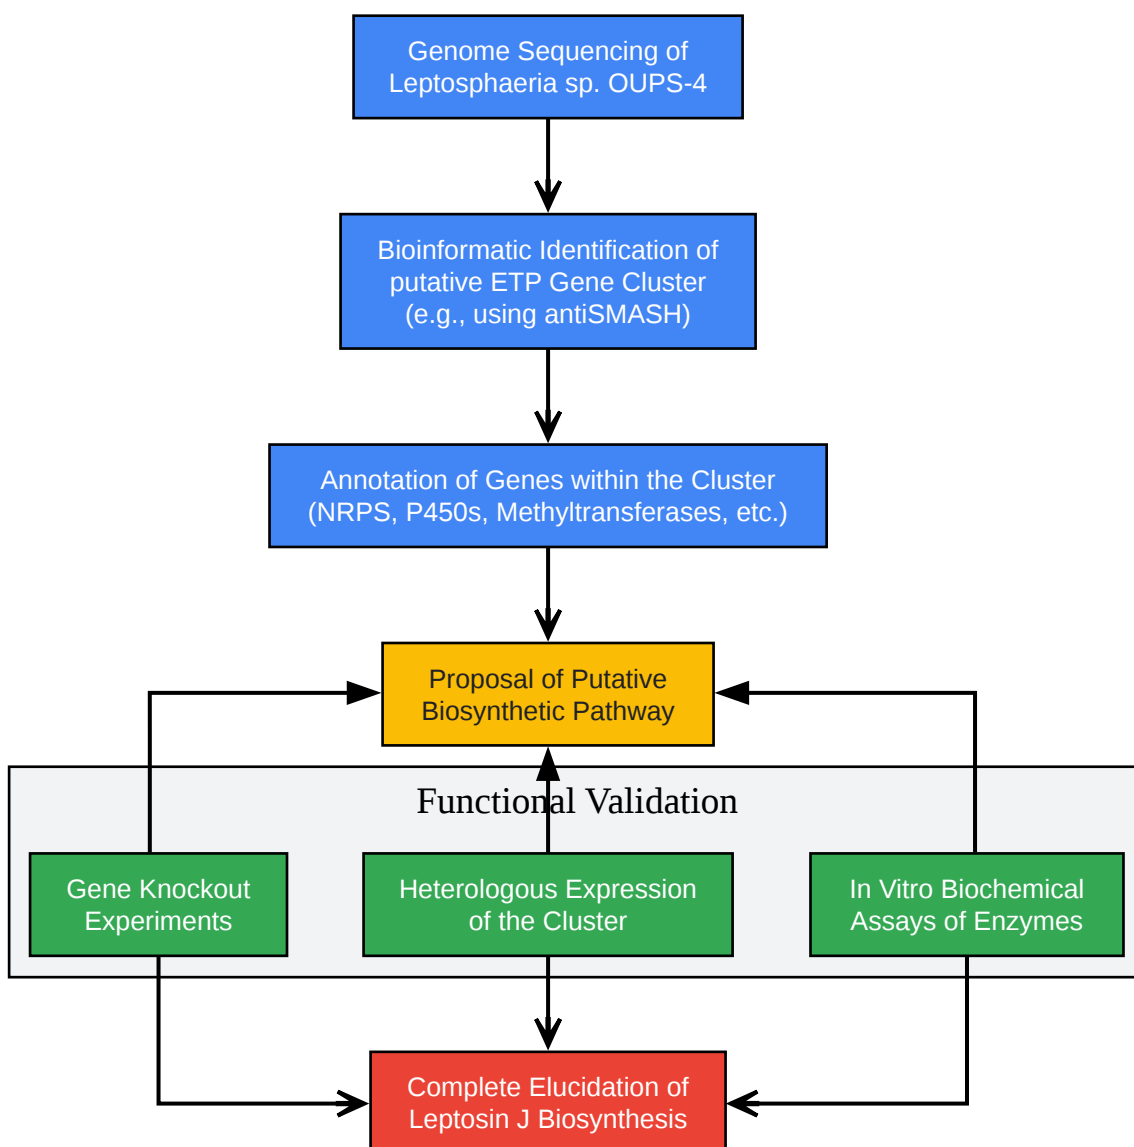 Genome Sequencing of
Leptosphaeria sp. OUPS-4
Bioinformatic Identification of
putative ETP Gene Cluster
(e.g., using antiSMASH)
Annotation of Genes within the Cluster
(NRPS, P450s, Methyltransferases, etc.)
Proposal of Putative
Biosynthetic Pathway
Functional Validation
Gene Knockout
Experiments
Heterologous Expression
of the Cluster
In Vitro Biochemical
Assays of Enzymes
Complete Elucidation of
Leptosin J Biosynthesis